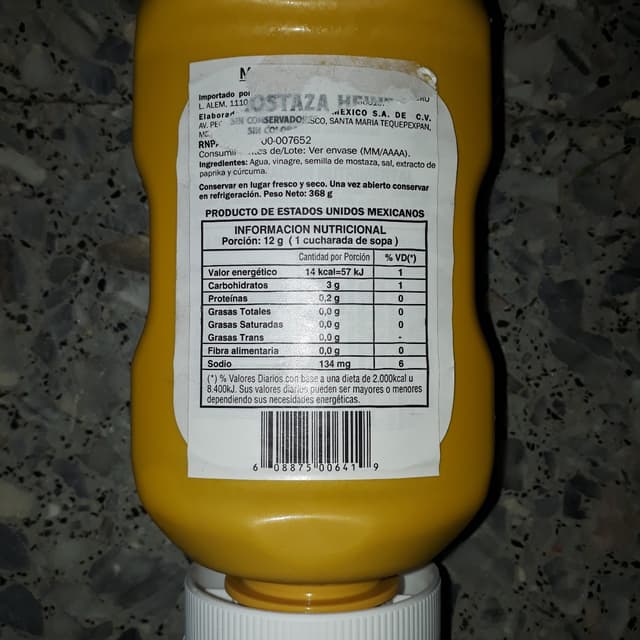 M
Importado por
L. ALEM, 1110
OSTAZA
Elaborad MEXICO S.A. DE C.V.
SIN CONSERVADO
AV. SCO, SANTA MARIA TEQUEPEXPAN,
SIN COLOR
RNP 00-007652
de/Lote: Ver envase (MM/AAAA).
Ingredientes: Agua, vinagre, semilla de mostaza, sal, extracto de
paprika y cúrcuma.
Conservar en lugar fresco y seco. Una vez abierto conservar
en refrigeración. Peso Neto: 368 g
PRODUCTO DE ESTADOS UNIDOS MEXICANOS
INFORMACION NUTRICIONAL
Porción: 12 g ( 1 cucharada de sopa )
Cantidad por Porción % VD(*)
Valor energético 14 kcal=57 kJ 1
Carbohidratos 3 g 1
Proteínas 0,2 g 0
Grasas Totales 0,0 g 0
Grasas Saturadas 0,0 g 0
Grasas Trans 0,0 g -
Fibra alimentaria 0,0 g 0
Sodio 134 mg 6
(*) % Valores Diarios con base a una dieta de 2.000kcal u
8.400kJ. Sus valores diarios pueden ser mayores o menores
dependiendo sus necesidades energéticas.
6 08875 00641 9